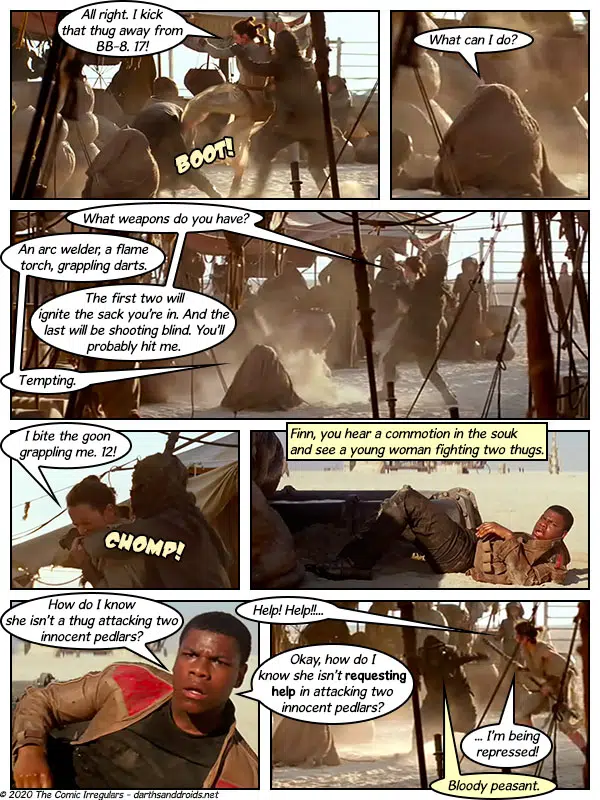 All right. I kick
that thug away from
BB-8. 17!
BOOT!
What can I do?
What weapons do you have?
An arc welder, a flame
torch, grappling darts.
The first two will
ignite the sack you're in. And the
last will be shooting blind. You'll
probably hit me.
Tempting.
I bite the goon
grappling me. 12!
CHOMP!
Finn, you hear a commotion in the souk
and see a young woman fighting two thugs.
How do I know
she isn't a thug attacking two
innocent pedlars?
Help! Help!!...
Okay, how do I
know she isn't requesting
help in attacking two
innocent pedlars?
... I'm being
repressed!
Bloody peasant.
© 2020 The Comic Irregulars - darthsanddroids.net